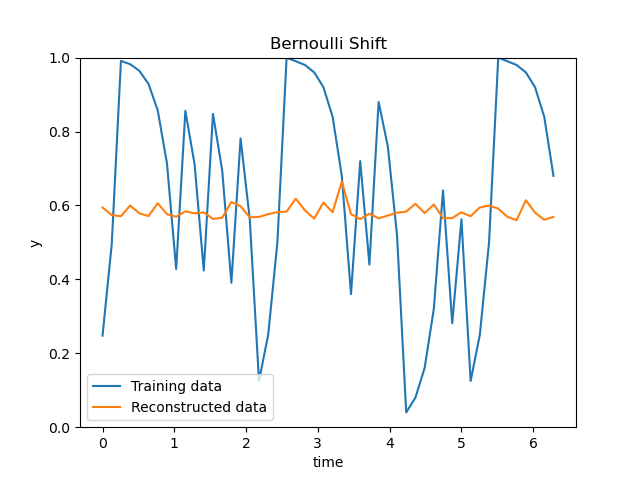 Bernoulli Shift
1.0
0.8
0.6
0.4
0.2
0.0
y
Training data
Reconstructed data
0 1 2 3 4 5 6
time